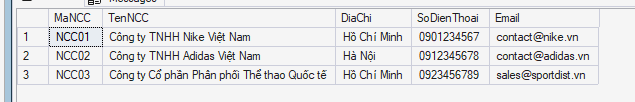 MaNCC TenNCC DiaChi SoDienThoai Email
1 NCC01 Công ty TNHH Nike Việt Nam Hồ Chí Minh 0901234567 contact@nike.vn
2 NCC02 Công ty TNHH Adidas Việt Nam Hà Nội 0912345678 contact@adidas.vn
3 NCC03 Công ty Cổ phần Phân phối Thể thao Quốc tế Hồ Chí Minh 0923456789 sales@sportdist.vn